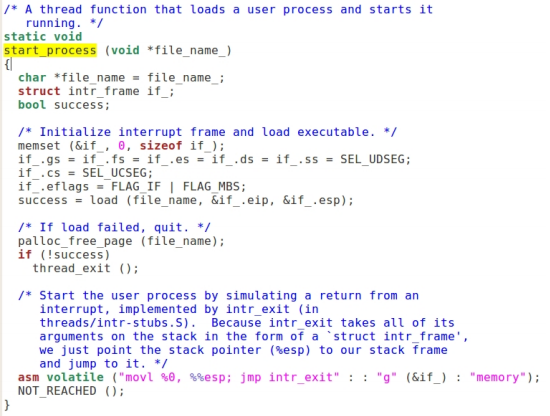 /* A thread function that loads a user process and starts it
   running. */
static void
start_process (void *file_name_)
{
  char *file_name = file_name_;
  struct intr_frame if_;
  bool success;

  /* Initialize interrupt frame and load executable. */
  memset (&if_, 0, sizeof if_);
  if_.gs = if_.fs = if_.es = if_.ds = if_.ss = SEL_UDSEG;
  if_.cs = SEL_UCSEG;
  if_.eflags = FLAG_IF | FLAG_MBS;
  success = load (file_name, &if_.eip, &if_.esp);

  /* If load failed, quit. */
  palloc_free_page (file_name);
  if (!success)
    thread_exit ();

  /* Start the user process by simulating a return from an
     interrupt, implemented by intr_exit (in
     threads/intr-stubs.S).  Because intr_exit takes all of its
     arguments on the stack in the form of a `struct intr_frame',
     we just point the stack pointer (%esp) to our stack frame
     and jump to it. */
  asm volatile ("movl %0, %%esp; jmp intr_exit" : : "g" (&if_) : "memory");
  NOT_REACHED ();
}